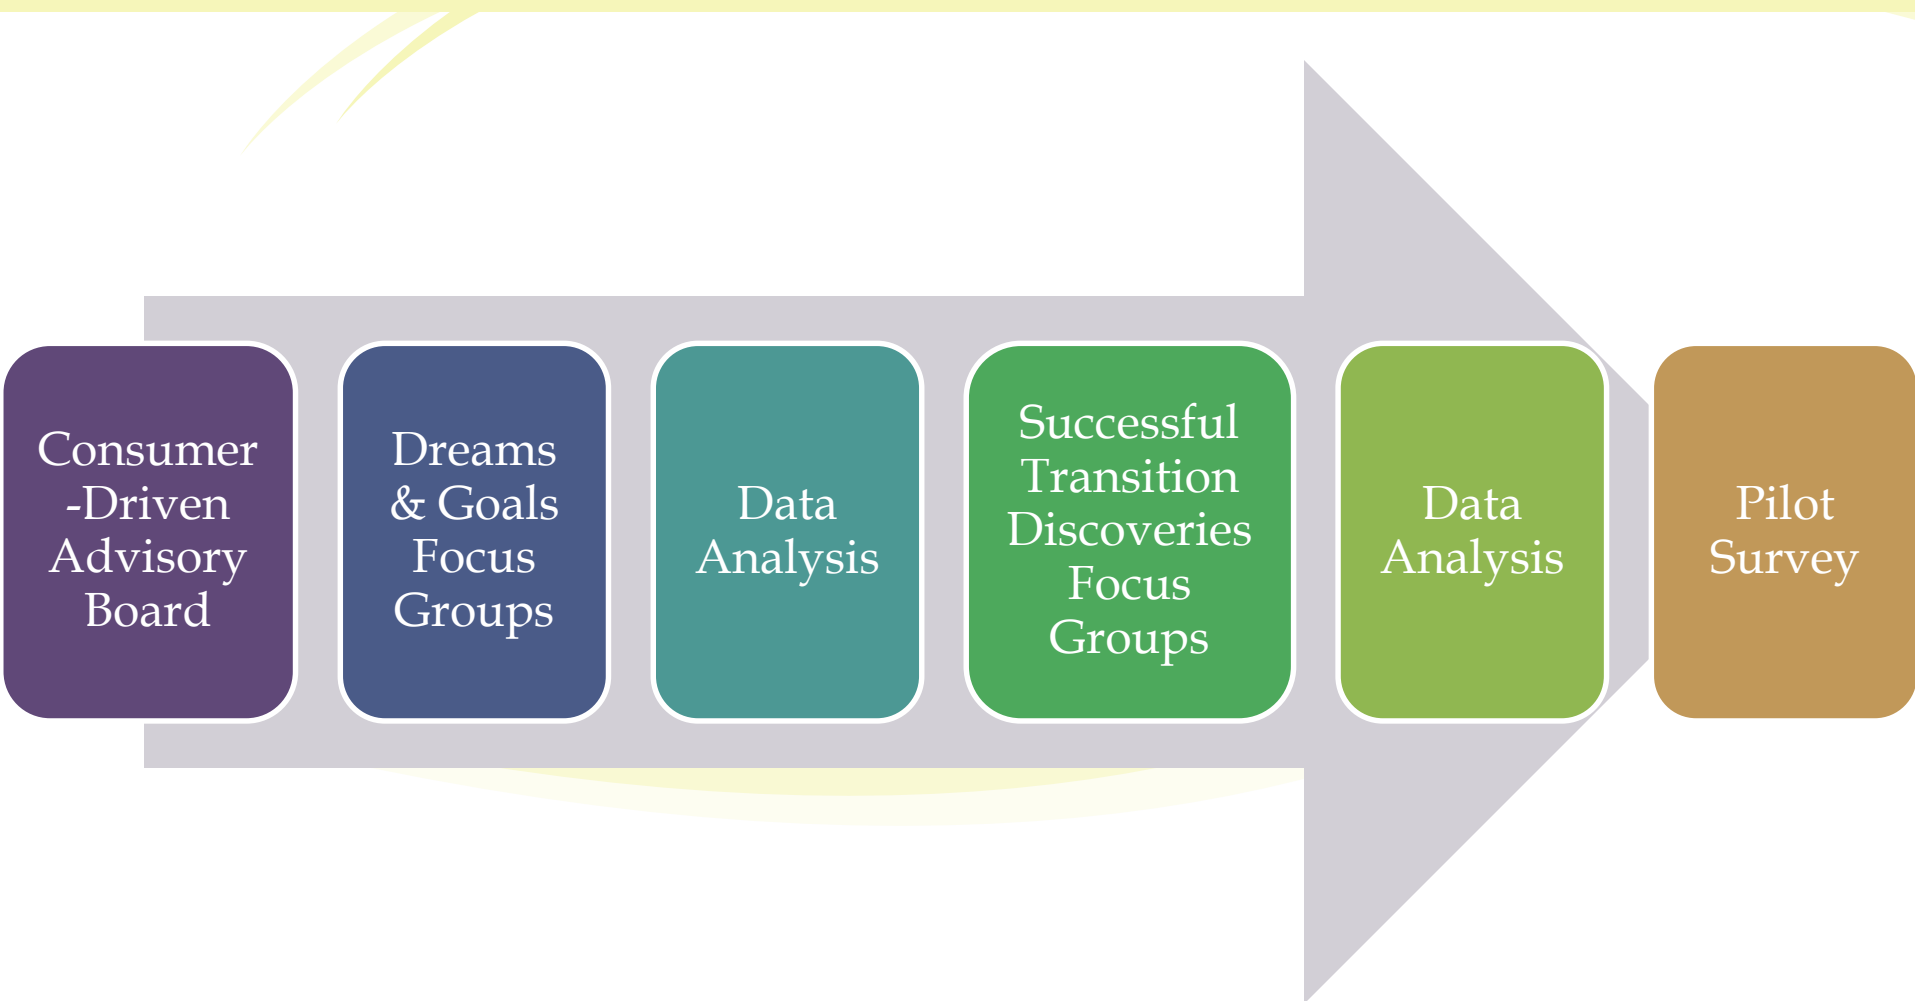 Consumer
-Driven
Advisory
Board
Dreams
& Goals
Focus
Groups
Data
Analysis
Successful
Transition
Discoveries
Focus
Groups
Data
Analysis
Pilot
Survey